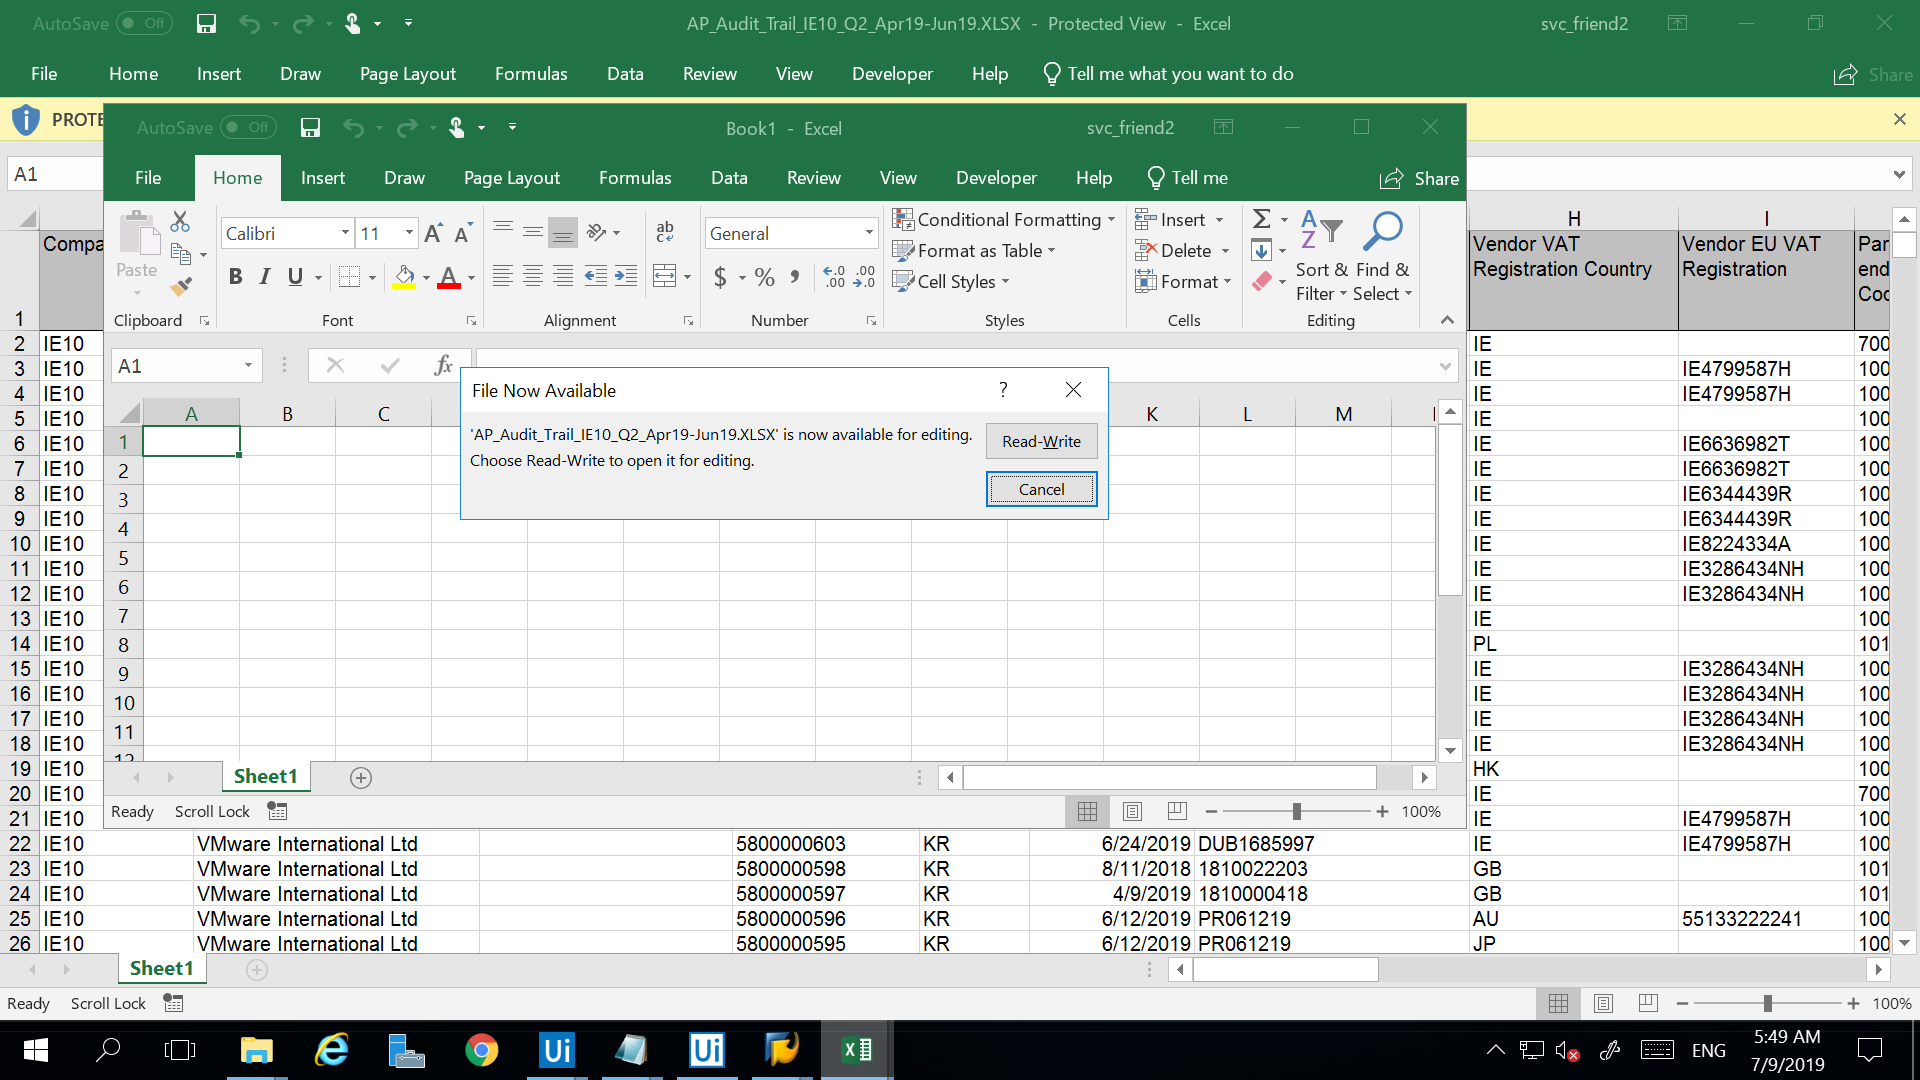 AutoSave Off
AP_Audit_Trail_IE10_Q2_Apr19-Jun19.XLSX - Protected View - Excel
svc_friend2
File Home Insert Draw Page Layout Formulas Data Review View Developer Help Tell me what you want to do Share
PROTE
AutoSave Off
Book1 - Excel
svc_friend2
A1
File Home Insert Draw Page Layout Formulas Data Review View Developer Help Tell me Share
Paste
Calibri 11
General
Conditional Formatting
Format as Table
Cell Styles
Insert
Delete
Format
Sort & Filter
Find & Select
Clipboard Font Alignment Number Styles Cells Editing
A1
fx
A B C K L M
1
2
3
4
5
6
7
8
9
10
11
File Now Available
'AP_Audit_Trail_IE10_Q2_Apr19-Jun19.XLSX' is now available for editing.
Choose Read-Write to open it for editing.
Read-Write
Cancel
Sheet1
Ready Scroll Lock 100%
H I
1 Compa Vendor VAT Registration Country Vendor EU VAT Registration Par end Coc
2 IE10 IE 700
3 IE10 IE IE4799587H 100
4 IE10 IE IE4799587H 100
5 IE10 IE 100
6 IE10 IE IE6636982T 100
7 IE10 IE IE6636982T 100
8 IE10 IE IE6344439R 100
9 IE10 IE IE6344439R 100
10 IE10 IE IE8224334A 100
11 IE10 IE IE3286434NH 100
12 IE10 IE IE3286434NH 100
13 IE10 IE 100
14 IE10 PL 101
15 IE10 IE IE3286434NH 100
16 IE10 IE IE3286434NH 100
17 IE10 IE IE3286434NH 100
18 IE10 IE IE3286434NH 100
19 IE10 HK 100
20 IE10 IE 700
21 IE10 IE IE4799587H 100
22 IE10 VMware International Ltd 5800000603 KR 6/24/2019 DUB1685997 IE IE4799587H 100
23 IE10 VMware International Ltd 5800000598 KR 8/11/2018 1810022203 GB 101
24 IE10 VMware International Ltd 5800000597 KR 4/9/2019 1810000418 GB 101
25 IE10 VMware International Ltd 5800000596 KR 6/12/2019 PR061219 AU 55133222241 100
26 IE10 VMware International Ltd 5800000595 KR 6/12/2019 PR061219 JP 100
Sheet1
Ready Scroll Lock 100%
ENG
5:49 AM
7/9/2019